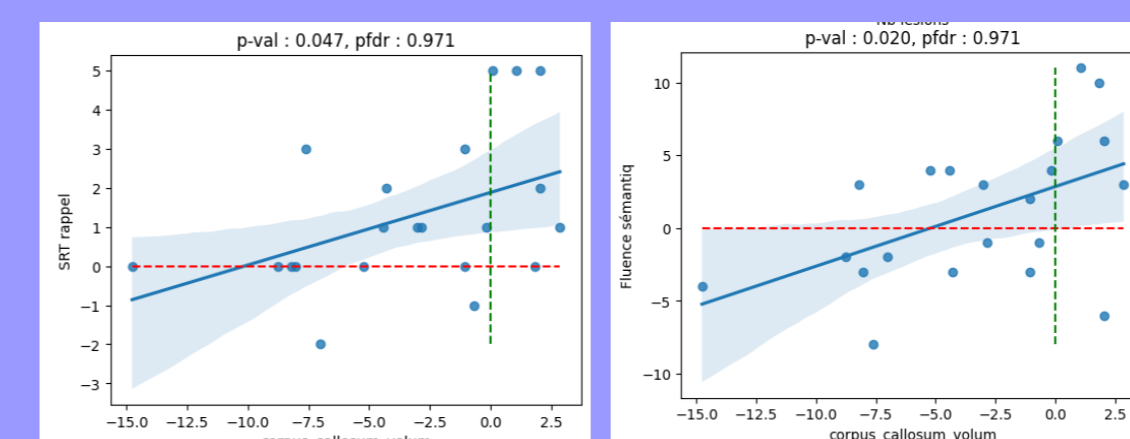 p-val : 0.047, pfdr : 0.971
5
4
3
2
1
0
−1
−2
−3
SRT rappel
−15.0 −12.5 −10.0 −7.5 −5.0 −2.5 0.0 2.5
corpus_callosum_volum
Nb lesions
p-val : 0.020, pfdr : 0.971
10
5
0
−5
−10
Fluence sémantiq
−15.0 −12.5 −10.0 −7.5 −5.0 −2.5 0.0 2.5
corpus_callosum_volum